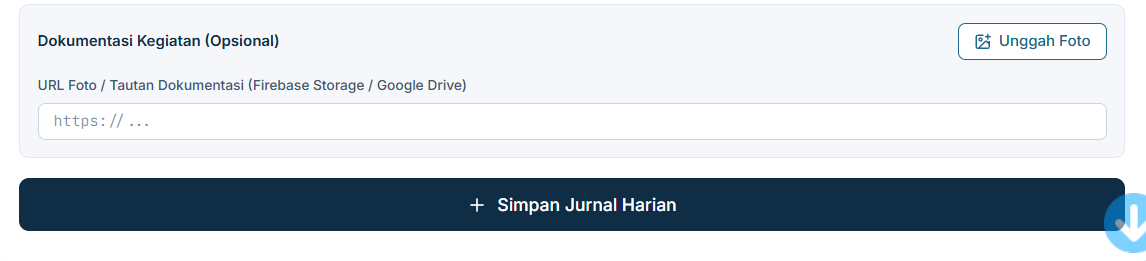 Dokumentasi Kegiatan (Opsional)
Unggah Foto
URL Foto / Tautan Dokumentasi (Firebase Storage / Google Drive)
https://...
+ Simpan Jurnal Harian